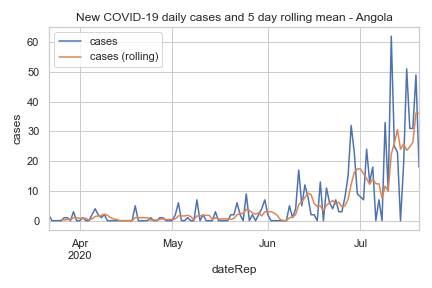 New COVID-19 daily cases and 5 day rolling mean - Angola
cases
cases (rolling)
60
50
40
30
20
10
0
cases
Apr
2020
May
Jun
Jul
dateRep